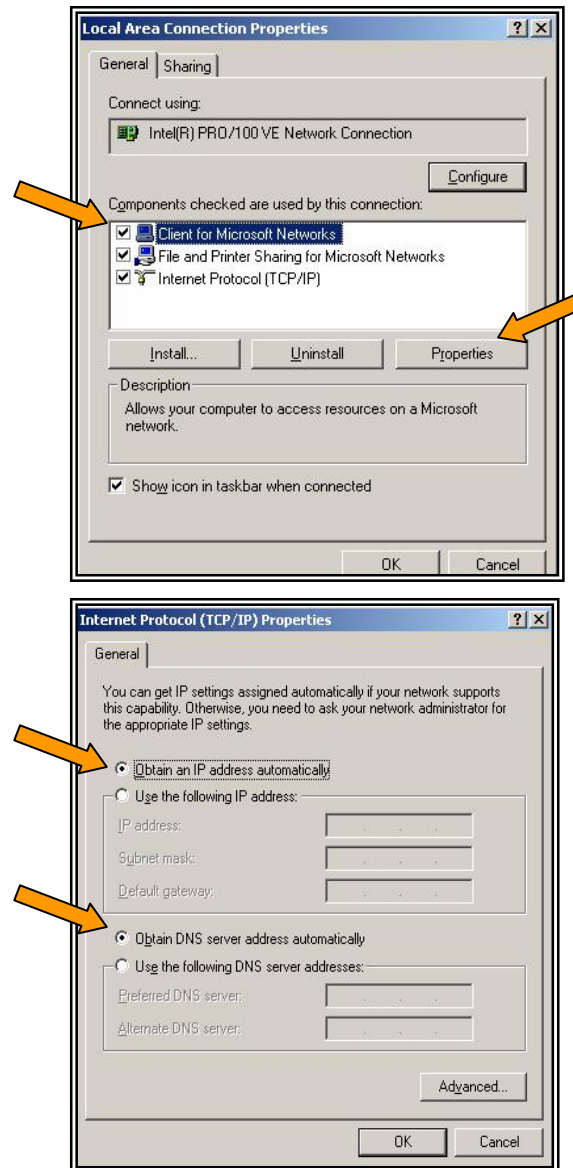 Local Area Connection Properties
General Sharing
Connect using:
Intel(R) PRO/100 VE Network Connection
Configure
Components checked are used by this connection:
Client for Microsoft Networks
File and Printer Sharing for Microsoft Networks
Internet Protocol (TCP/IP)
Install... Uninstall Properties
Description
Allows your computer to access resources on a Microsoft
network.
Show icon in taskbar when connected
OK Cancel
Internet Protocol (TCP/IP) Properties
General
You can get IP settings assigned automatically if your network supports
this capability. Otherwise, you need to ask your network administrator for
the appropriate IP settings.
Obtain an IP address automatically
Use the following IP address:
IP address:
Subnet mask:
Default gateway:
Obtain DNS server address automatically
Use the following DNS server addresses:
Preferred DNS server:
Alternate DNS server:
Advanced...
OK Cancel